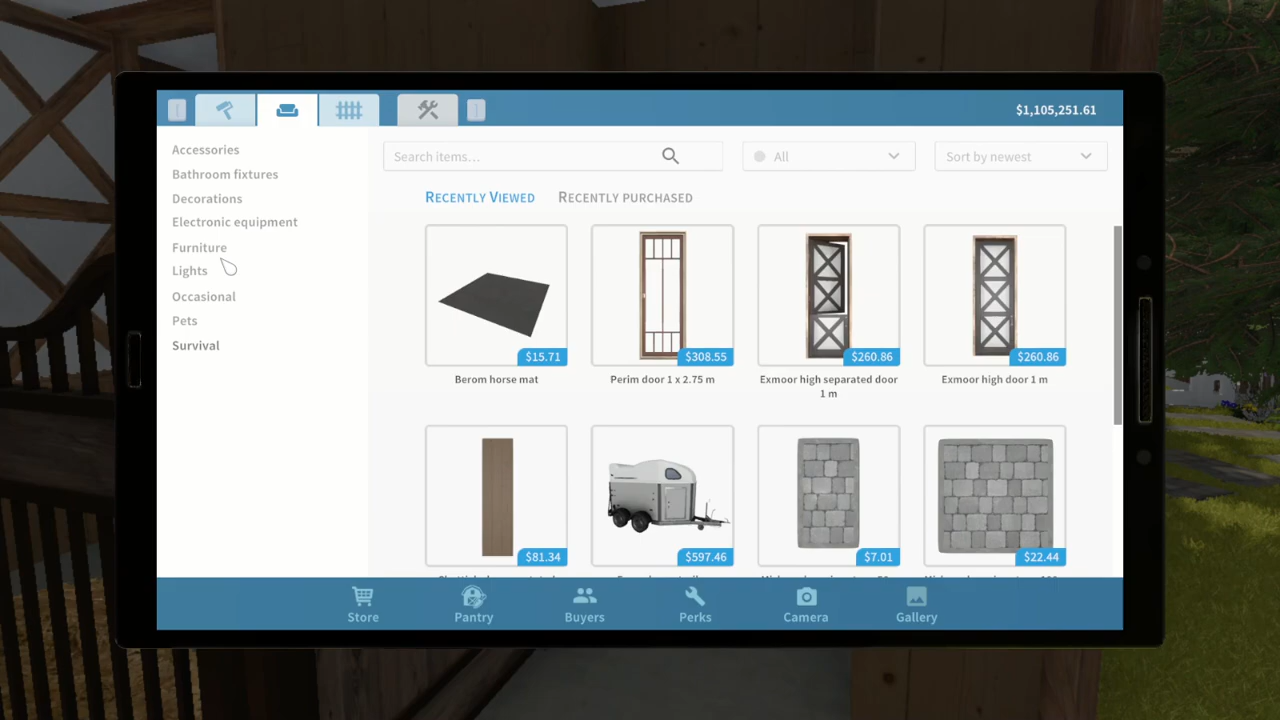 $1,105,251.61
Accessories
Bathroom fixtures
Decorations
Electronic equipment
Furniture
Lights
Occasional
Pets
Survival
Search items...
All
Sort by newest
RECENTLY VIEWED
RECENTLY PURCHASED
$15.71
Berom horse mat
$308.55
Perim door 1 x 2.75 m
$260.86
Exmoor high separated door
1 m
$260.86
Exmoor high door 1 m
$81.34
$597.46
$7.01
$22.44
Store
Pantry
Buyers
Perks
Camera
Gallery